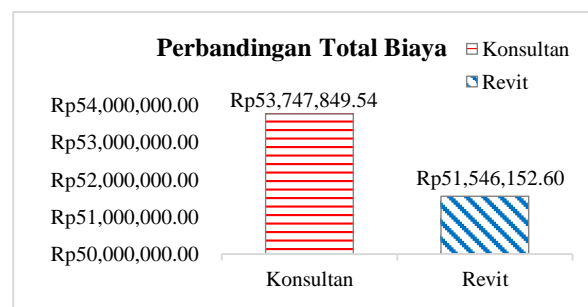 Perbandingan Total Biaya
Konsultan
Revit
Rp53,747,849.54
Rp51,546,152.60
Rp54,000,000.00
Rp53,000,000.00
Rp52,000,000.00
Rp51,000,000.00
Rp50,000,000.00
Konsultan
Revit